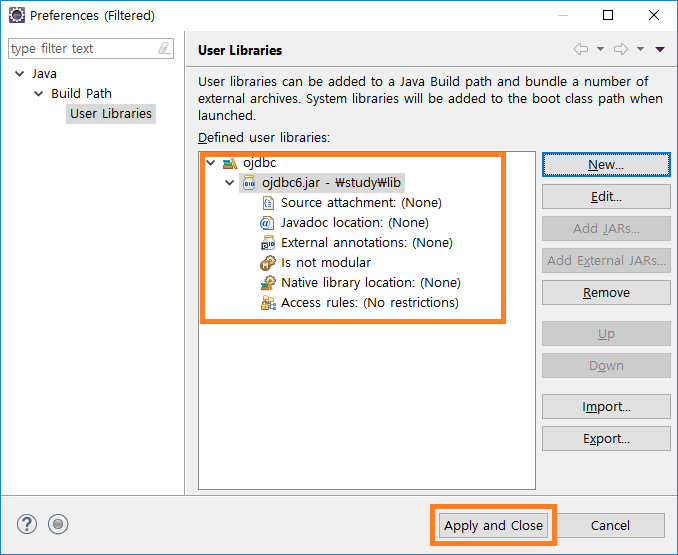 Preferences (Filtered)
type filter text
Java
Build Path
User Libraries
User Libraries
User libraries can be added to a Java Build path and bundle a number of
external archives. System libraries will be added to the boot class path when
launched.
Defined user libraries:
ojdbc
ojdbc6.jar - ₩study₩lib
Source attachment: (None)
Javadoc location: (None)
External annotations: (None)
Is not modular
Native library location: (None)
Access rules: (No restrictions)
New...
Edit...
Add JARs...
Add External JARs...
Remove
Up
Down
Import...
Export...
Apply and Close
Cancel